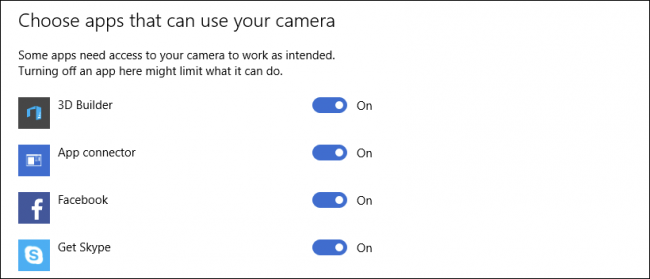 Choose apps that can use your camera
Some apps need access to your camera to work as intended.
Turning off an app here might limit what it can do.
3D Builder On
App connector On
Facebook On
Get Skype On